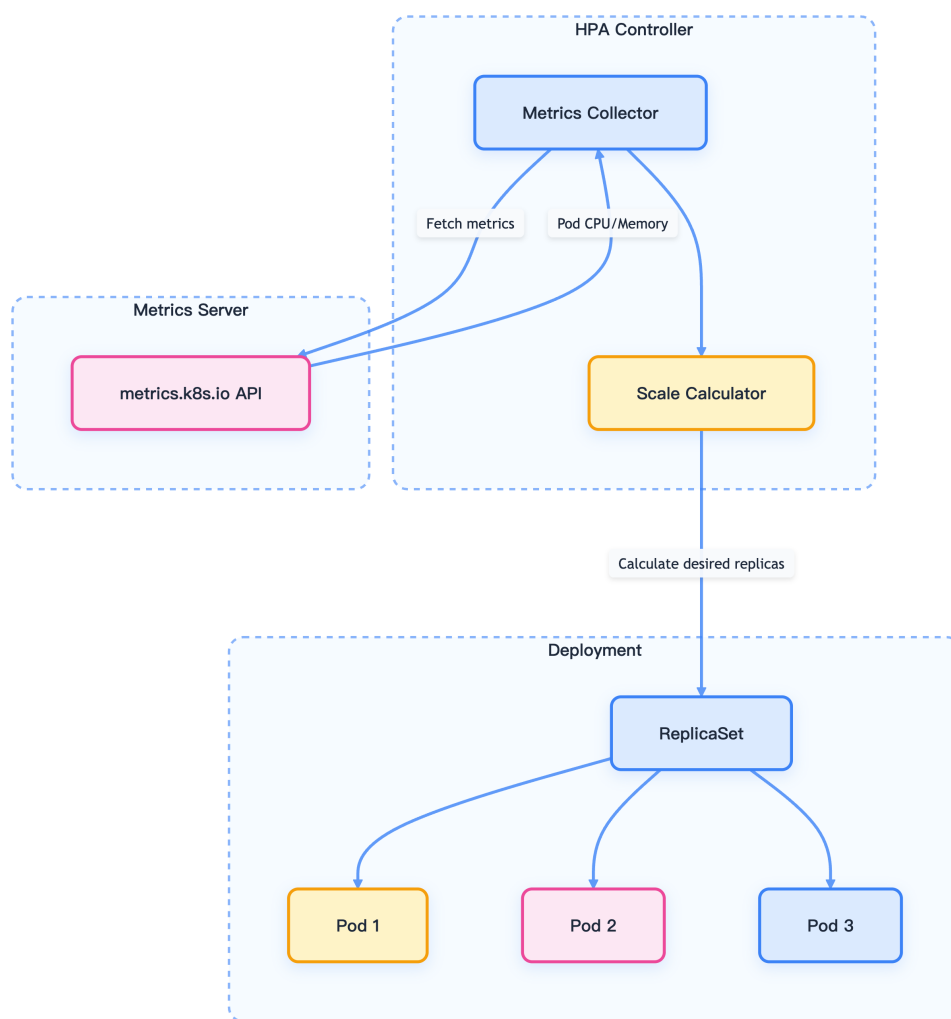 HPA Controller
Metrics Collector
Fetch metrics
Pod CPU/Memory
Metrics Server
metrics.k8s.io API
Scale Calculator
Calculate desired replicas
Deployment
ReplicaSet
Pod 1
Pod 2
Pod 3